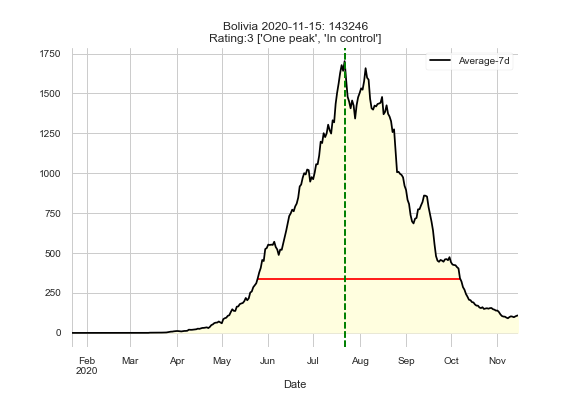 Bolivia 2020-11-15: 143246
Rating:3 ['One peak', 'In control']
Average-7d
1750
1500
1250
1000
750
500
250
0
Feb Mar Apr May Jun Jul Aug Sep Oct Nov
2020
Date